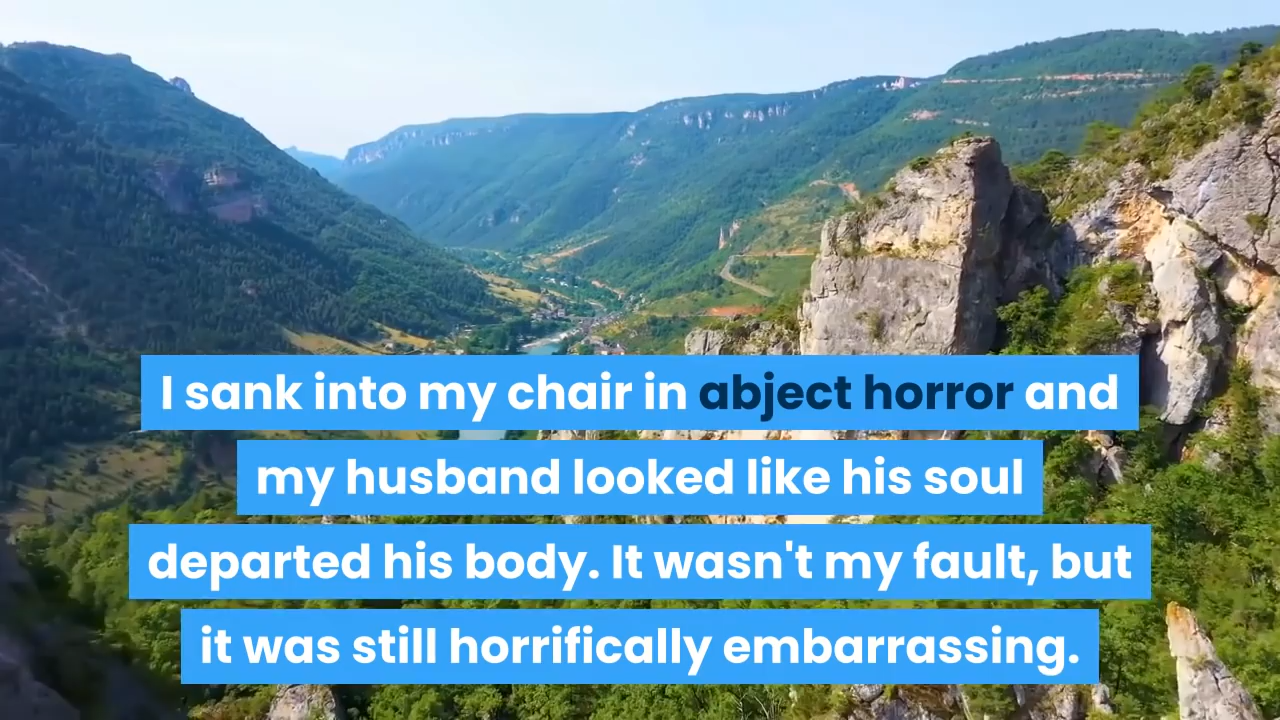 I sank into my chair in abject horror and
my husband looked like his soul
departed his body. It wasn't my fault, but
it was still horrifically embarrassing.